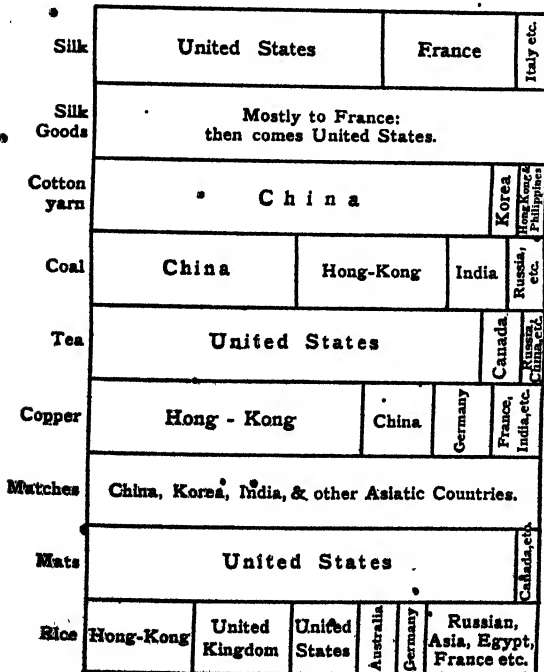 Silk
United States
France
Italy etc.
Silk
Goods
Mostly to France:
then comes United States.
Cotton
yarn
China
Korea
Hong Kong &
Philippines
Coal
China
Hong-Kong
India
Russia,
etc.
Tea
United States
Canada
Russia,
China, etc.
Copper
Hong - Kong
China
Germany
France,
India, etc.
Matches
China, Korea, India, & other Asiatic Countries.
Mats
United States
Canada, etc.
Rice
Hong-Kong
United
Kingdom
United
States
Australia
Germany
Russian,
Asia, Egypt,
France etc.